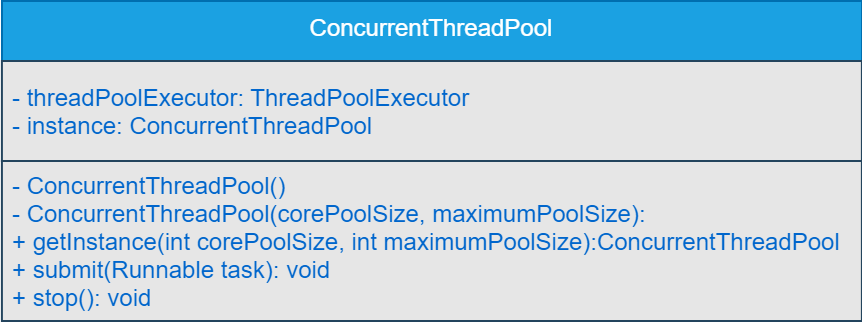 ConcurrentThreadPool
- threadPoolExecutor: ThreadPoolExecutor
- instance: ConcurrentThreadPool
- ConcurrentThreadPool()
- ConcurrentThreadPool(corePoolSize, maximumPoolSize):
+ getInstance(int corePoolSize, int maximumPoolSize):ConcurrentThreadPool
+ submit(Runnable task): void
+ stop(): void